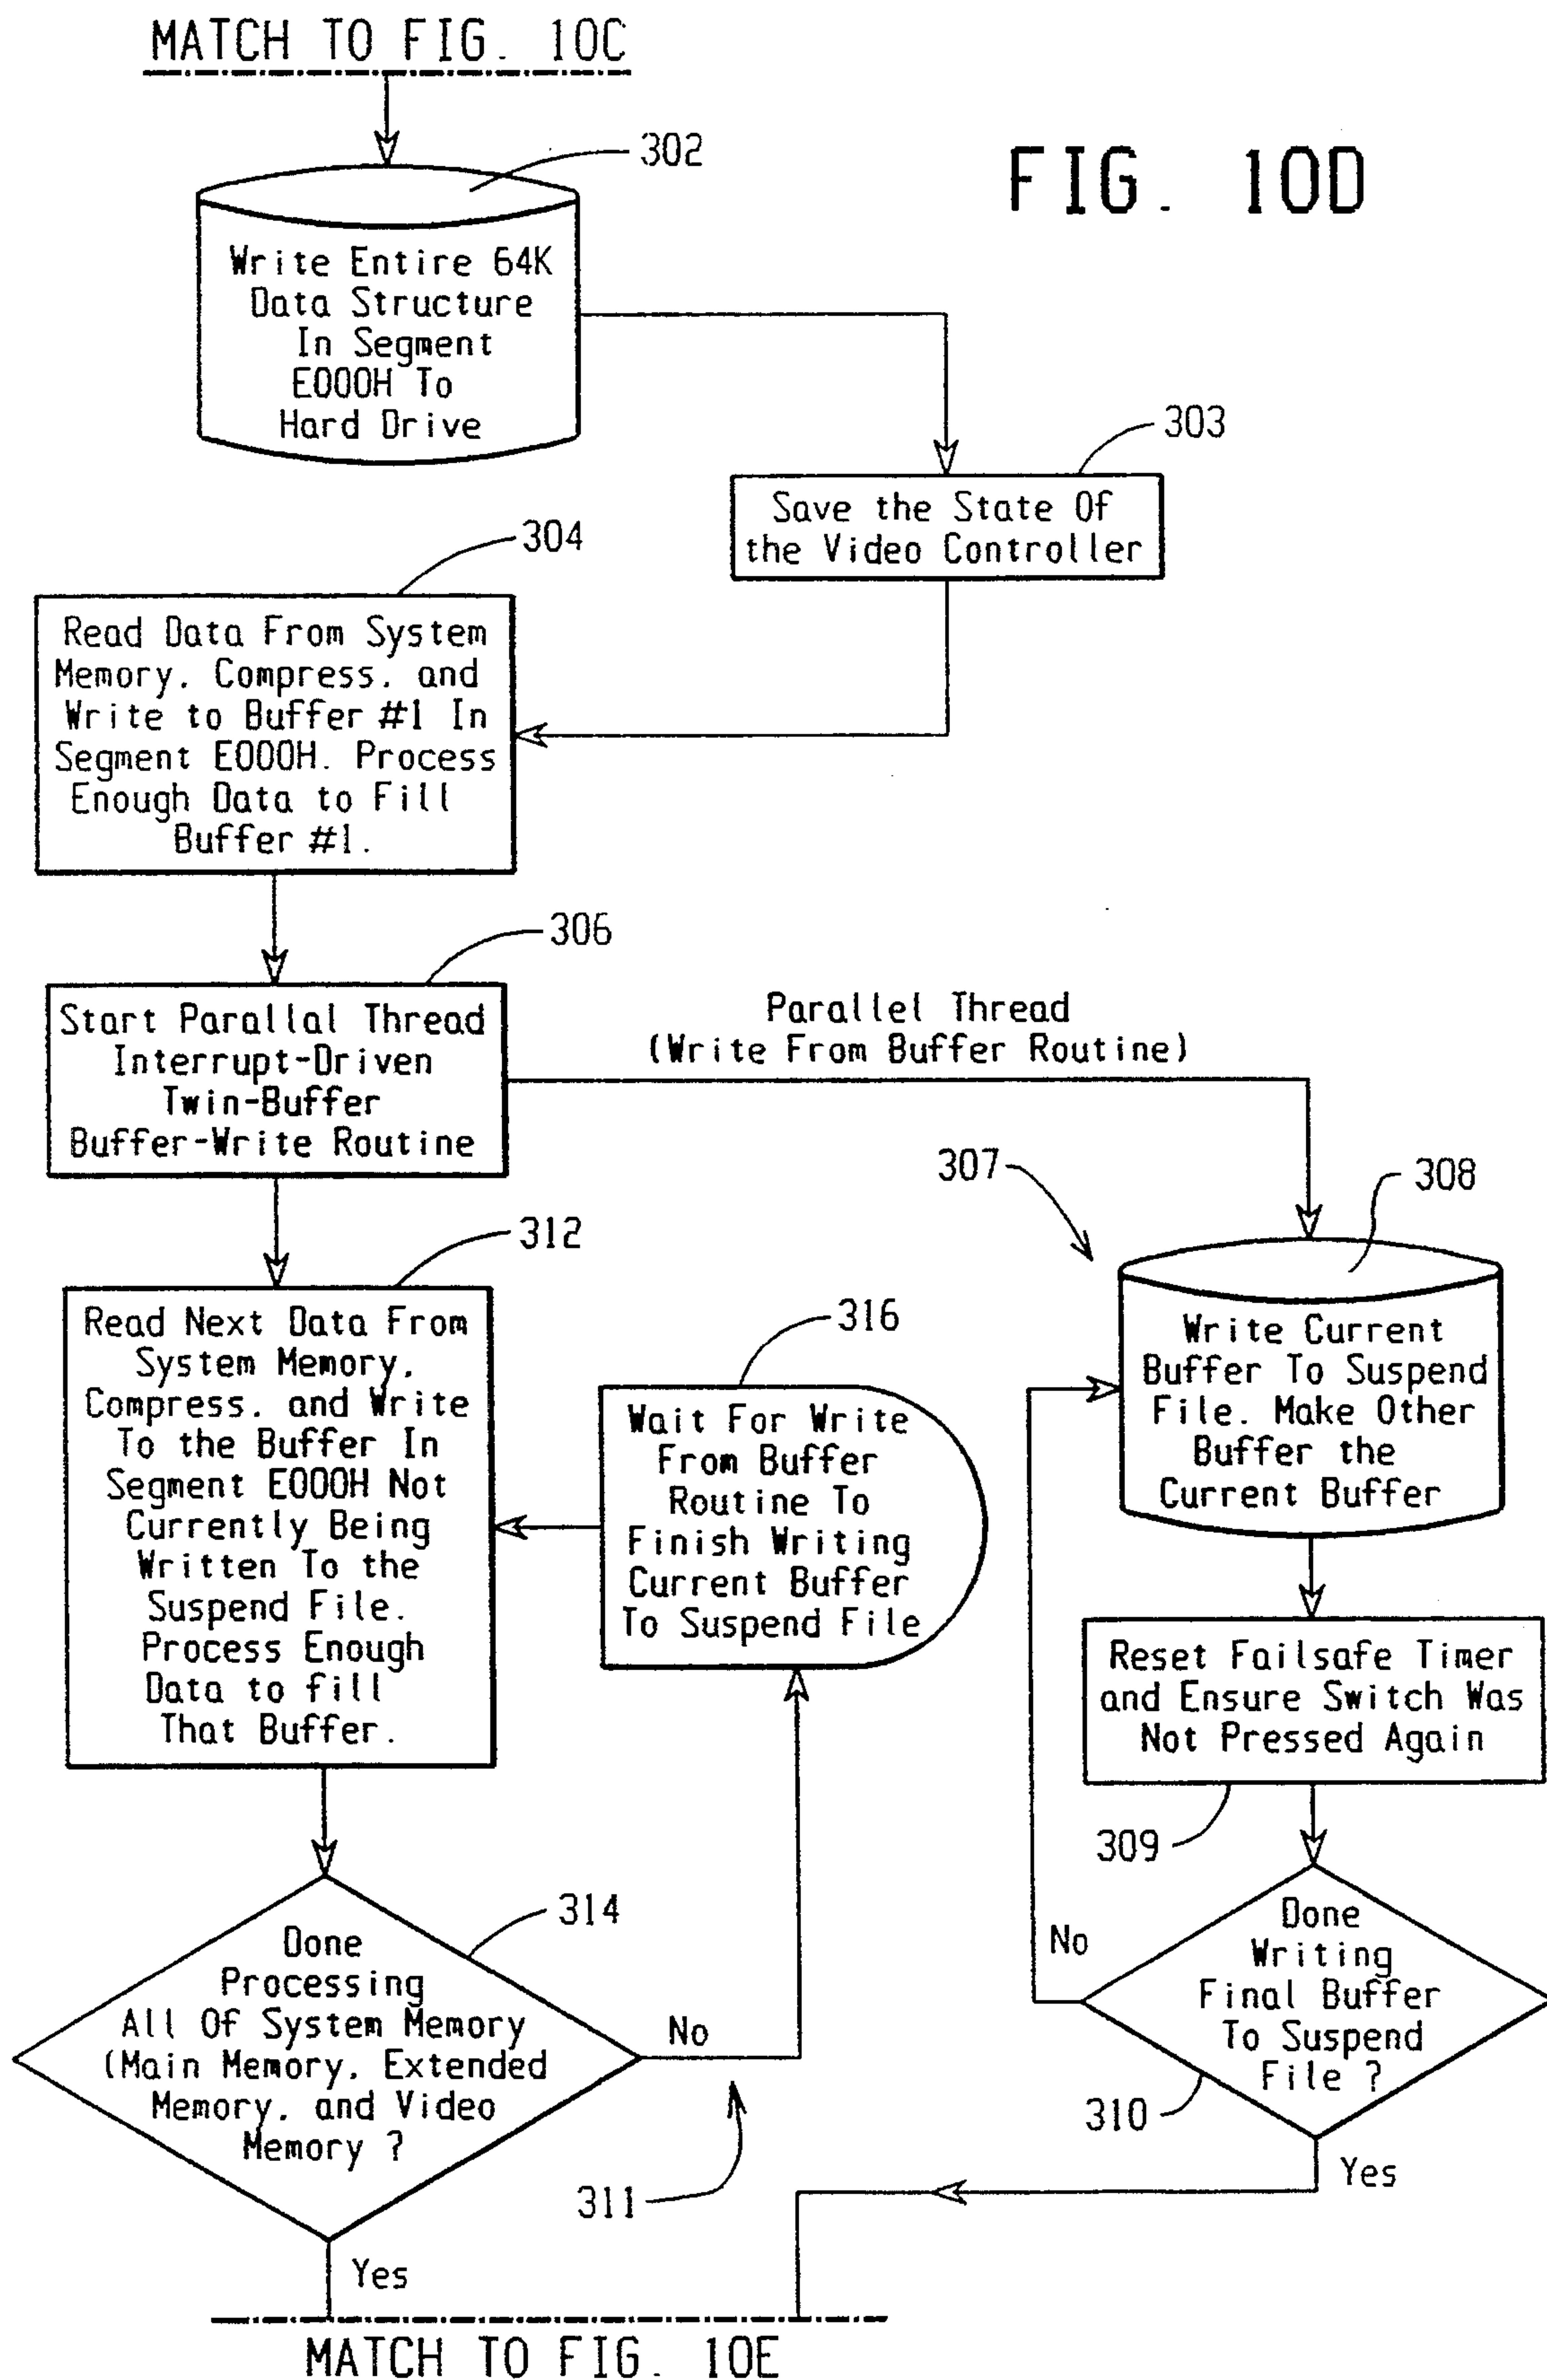 MATCH TO FIG. 10C
302
FIG. 10D
Write Entire 64K
Data Structure
In Segment
E000H To
Hard Drive
303
Save the State Of
the Video Controller
304
Read Data From System
Memory, Compress, and
Write to Buffer #1 In
Segment E000H. Process
Enough Data to Fill
Buffer #1.
306
Start Parallal Thread
Interrupt-Driven
Twin-Buffer
Buffer-Write Routine
Parallel Thread
(Write From Buffer Routine)
307
308
312
Read Next Data From
System Memory,
Compress, and Write
To the Buffer In
Segment E000H Not
Currently Being
Written To the
Suspend File.
Process Enough
Data to fill
That Buffer.
316
Wait For Write
From Buffer
Routine To
Finish Writing
Current Buffer
To Suspend File
Write Current
Buffer To Suspend
File. Make Other
Buffer the
Current Buffer
Reset Failsafe Timer
and Ensure Switch Was
Not Pressed Again
309
314
Done
Processing
All Of System Memory
(Main Memory, Extended
Memory, and Video
Memory ?
No
311
Yes
No
Done
Writing
Final Buffer
To Suspend
File ?
310
Yes
MATCH TO FIG. 10E